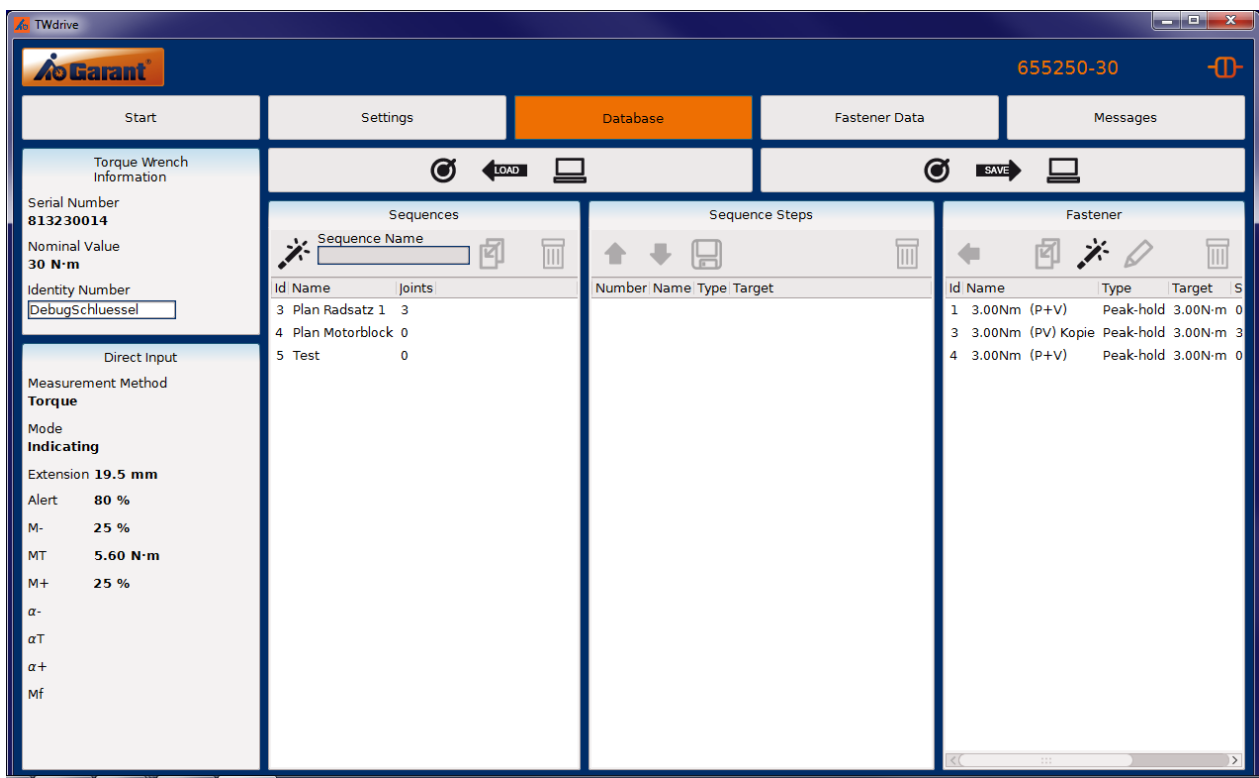 TWdrive
Garant
655250-30
Start
Settings
Database
Fastener Data
Messages
Torque Wrench
Information
Serial Number
813230014
Nominal Value
30 N·m
Identity Number
DebugSchluessel
Direct Input
Measurement Method
Torque
Mode
Indicating
Extension 19.5 mm
Alert 80 %
M- 25 %
MT 5.60 N·m
M+ 25 %
α-
αT
α+
Mf
LOAD
SAVE
Sequences
Sequence Name
Id Name Joints
3 Plan Radsatz 1 3
4 Plan Motorblock 0
5 Test 0
Sequence Steps
Number Name Type Target
Fastener
Id Name Type Target S
1 3.00Nm (P+V) Peak-hold 3.00N·m 0
3 3.00Nm (PV) Kopie Peak-hold 3.00N·m 3
4 3.00Nm (P+V) Peak-hold 3.00N·m 0